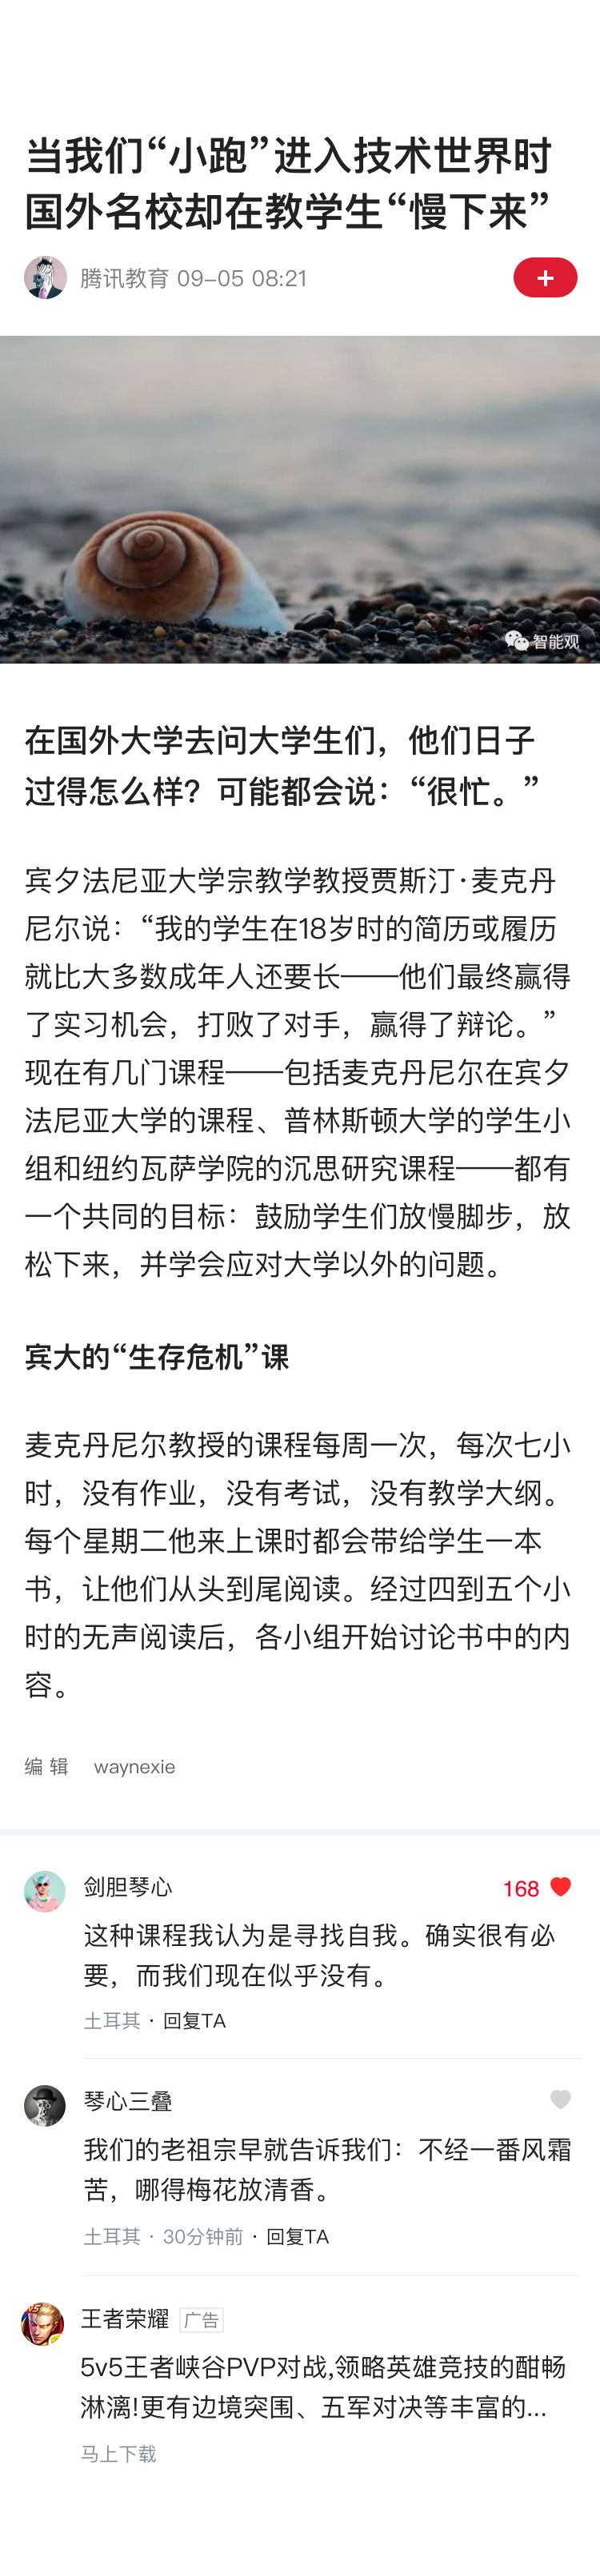 当我们“小跑”进入技术世界时
国外名校却在教学生“慢下来”
腾讯教育 09-05 08:21
智能观
在国外大学去问大学生们，他们日子
过得怎么样？可能都会说：“很忙。”
宾夕法尼亚大学宗教学教授贾斯汀·麦克丹
尼尔说：“我的学生在18岁时的简历或履历
就比大多数成年人还要长——他们最终赢得
了实习机会，打败了对手，赢得了辩论。”
现在有几门课程——包括麦克丹尼尔在宾夕
法尼亚大学的课程、普林斯顿大学的学生小
组和纽约瓦萨学院的沉思研究课程——都有
一个共同的目标：鼓励学生们放慢脚步，放
松下来，并学会应对大学以外的问题。
宾大的“生存危机”课
麦克丹尼尔教授的课程每周一次，每次七小
时，没有作业，没有考试，没有教学大纲。
每个星期二他来上课时都会带给学生一本
书，让他们从头到尾阅读。经过四到五个小
时的无声阅读后，各小组开始讨论书中的内
容。
编 辑 waynexie
剑胆琴心 168
这种课程我认为是寻找自我。确实很有必
要，而我们现在似乎没有。
土耳其 · 回复TA
琴心三叠
我们的老祖宗早就告诉我们：不经一番风霜
苦，哪得梅花放清香。
土耳其 · 30分钟前 · 回复TA
王者荣耀 广告
5v5王者峡谷PVP对战,领略英雄竞技的酣畅
淋漓!更有边境突围、五军对决等丰富的...
马上下载